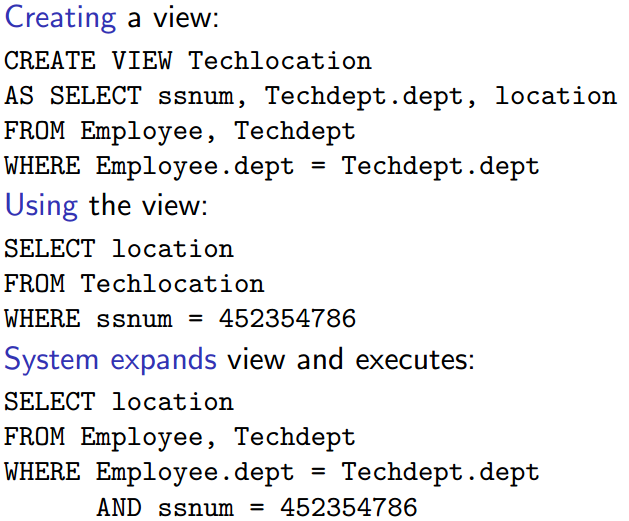 Creating a view:
CREATE VIEW Techlocation
AS SELECT ssnum, Techdept.dept, location
FROM Employee, Techdept
WHERE Employee.dept = Techdept.dept
Using the view:
SELECT location
FROM Techlocation
WHERE ssnum = 452354786
System expands view and executes:
SELECT location
FROM Employee, Techdept
WHERE Employee.dept = Techdept.dept
AND ssnum = 452354786